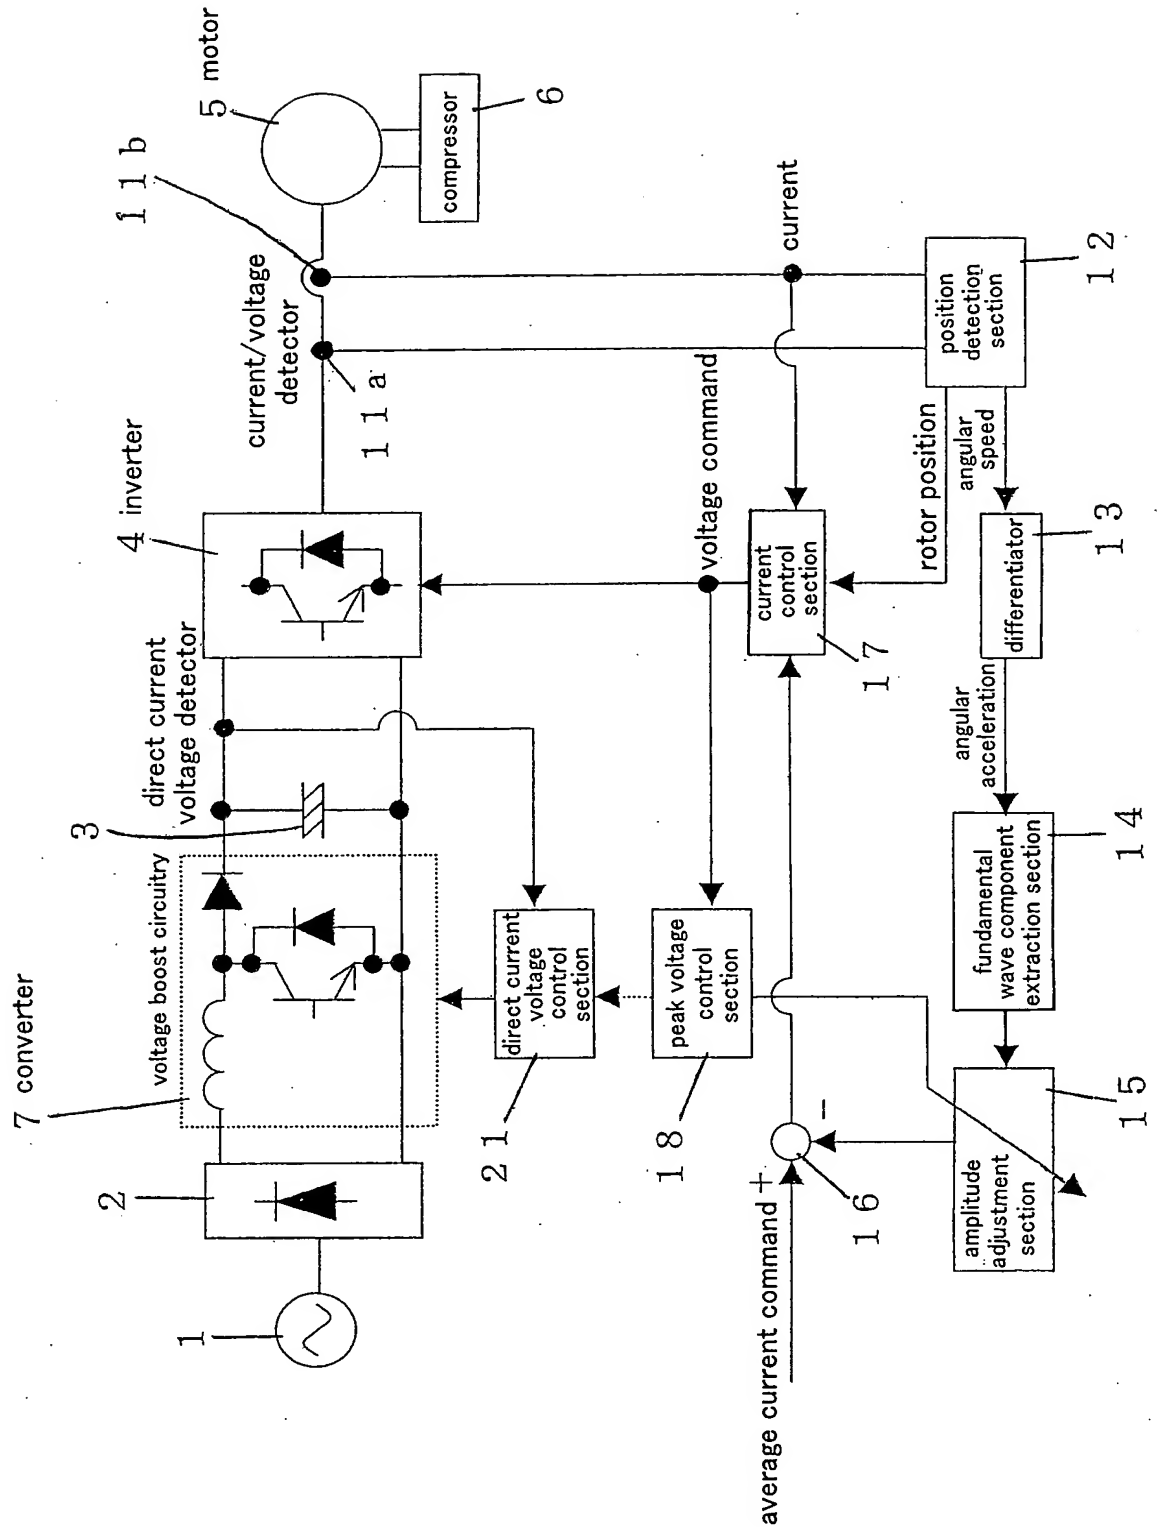 1
2
7 converter
voltage boost circuitry
3
direct current
voltage detector
4 inverter
current/voltage
detector
11a
11b
5 motor
compressor
6
direct current
voltage
control
section
21
peak voltage
control
section
18
voltage command
current
control
section
17
current
average current command
+
−
16
rotor position
position
detection
section
12
angular
speed
differentiator
13
angular
acceleration
fundamental
wave component
extraction section
14
amplitude
adjustment
section
15